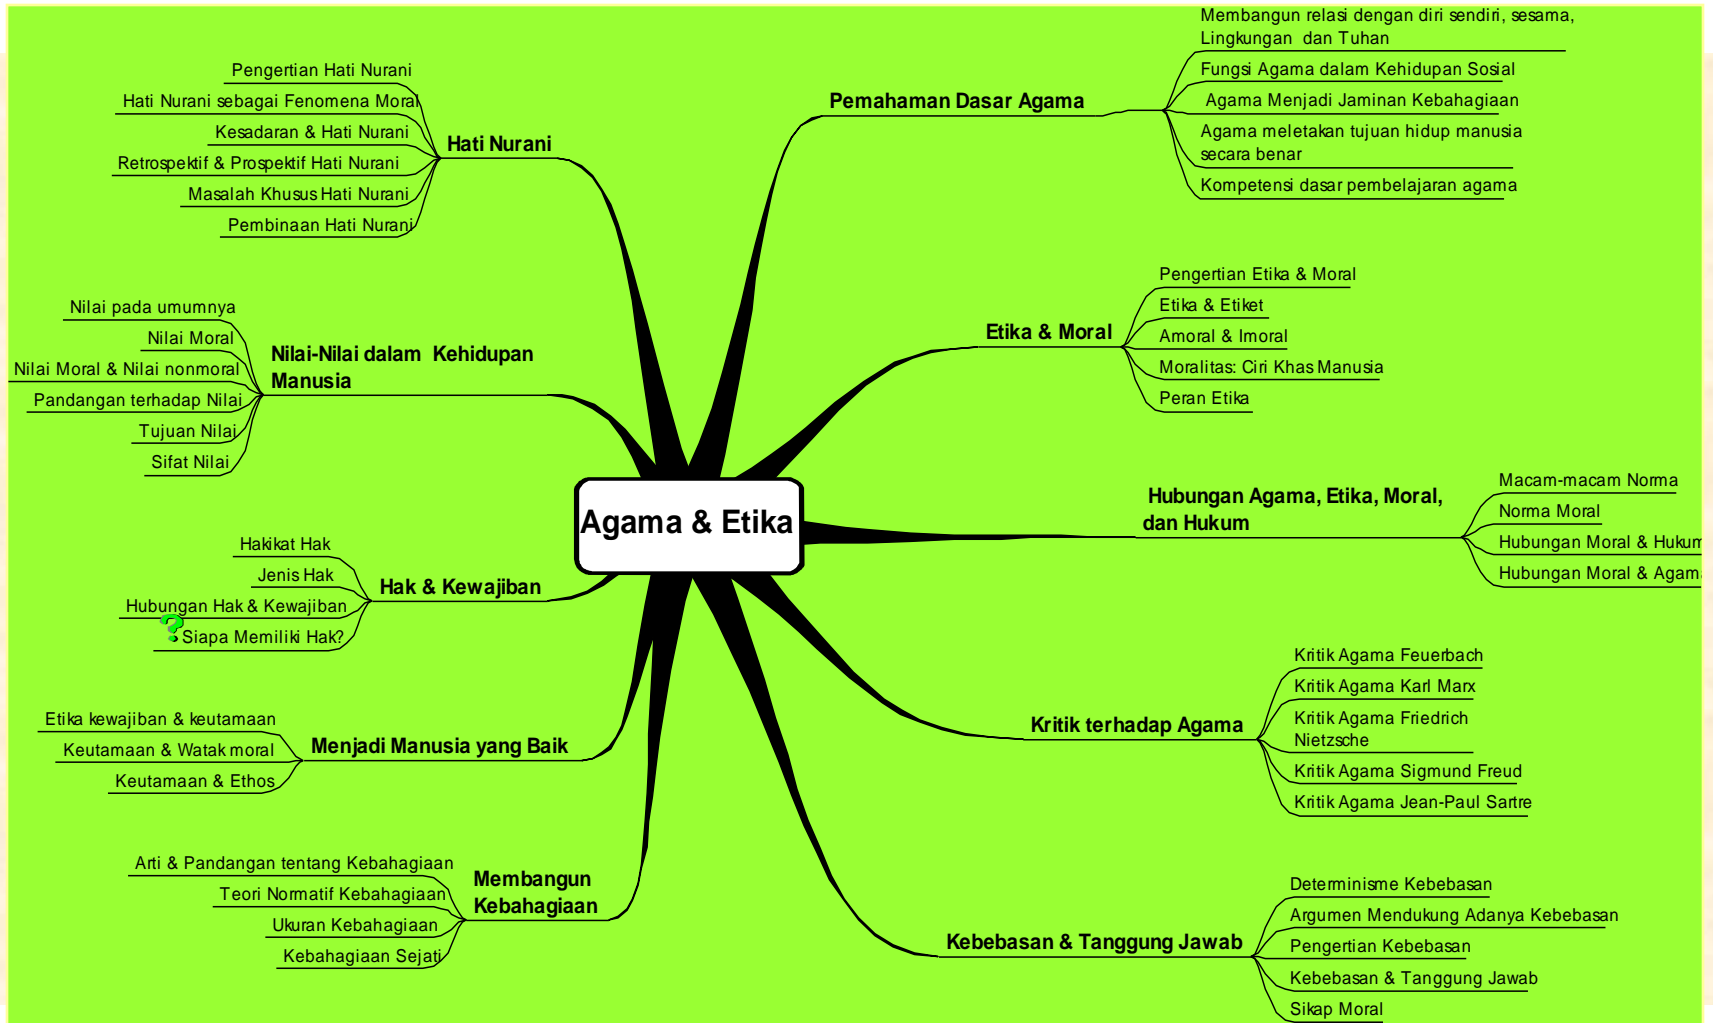 Agama & Etika
Pemahaman Dasar Agama
Membangun relasi dengan diri sendiri, sesama,
Lingkungan dan Tuhan
Fungsi Agama dalam Kehidupan Sosial
Agama Menjadi Jaminan Kebahagiaan
Agama meletakan tujuan hidup manusia
secara benar
Kompetensi dasar pembelajaran agama
Etika & Moral
Pengertian Etika & Moral
Etika & Etiket
Amoral & Imoral
Moralitas: Ciri Khas Manusia
Peran Etika
Hubungan Agama, Etika, Moral,
dan Hukum
Macam-macam Norma
Norma Moral
Hubungan Moral & Hukum
Hubungan Moral & Agama
Kritik terhadap Agama
Kritik Agama Feuerbach
Kritik Agama Karl Marx
Kritik Agama Friedrich
Nietzsche
Kritik Agama Sigmund Freud
Kritik Agama Jean-Paul Sartre
Kebebasan & Tanggung Jawab
Determinisme Kebebasan
Argumen Mendukung Adanya Kebebasan
Pengertian Kebebasan
Kebebasan & Tanggung Jawab
Sikap Moral
Membangun
Kebahagiaan
Arti & Pandangan tentang Kebahagiaan
Teori Normatif Kebahagiaan
Ukuran Kebahagiaan
Kebahagiaan Sejati
Menjadi Manusia yang Baik
Etika kewajiban & keutamaan
Keutamaan & Watak moral
Keutamaan & Ethos
Hak & Kewajiban
Hakikat Hak
Jenis Hak
Hubungan Hak & Kewajiban
? Siapa Memiliki Hak?
Nilai-Nilai dalam Kehidupan
Manusia
Nilai pada umumnya
Nilai Moral
Nilai Moral & Nilai nonmoral
Pandangan terhadap Nilai
Tujuan Nilai
Sifat Nilai
Hati Nurani
Pengertian Hati Nurani
Hati Nurani sebagai Fenomena Moral
Kesadaran & Hati Nurani
Retrospektif & Prospektif Hati Nurani
Masalah Khusus Hati Nurani
Pembinaan Hati Nurani